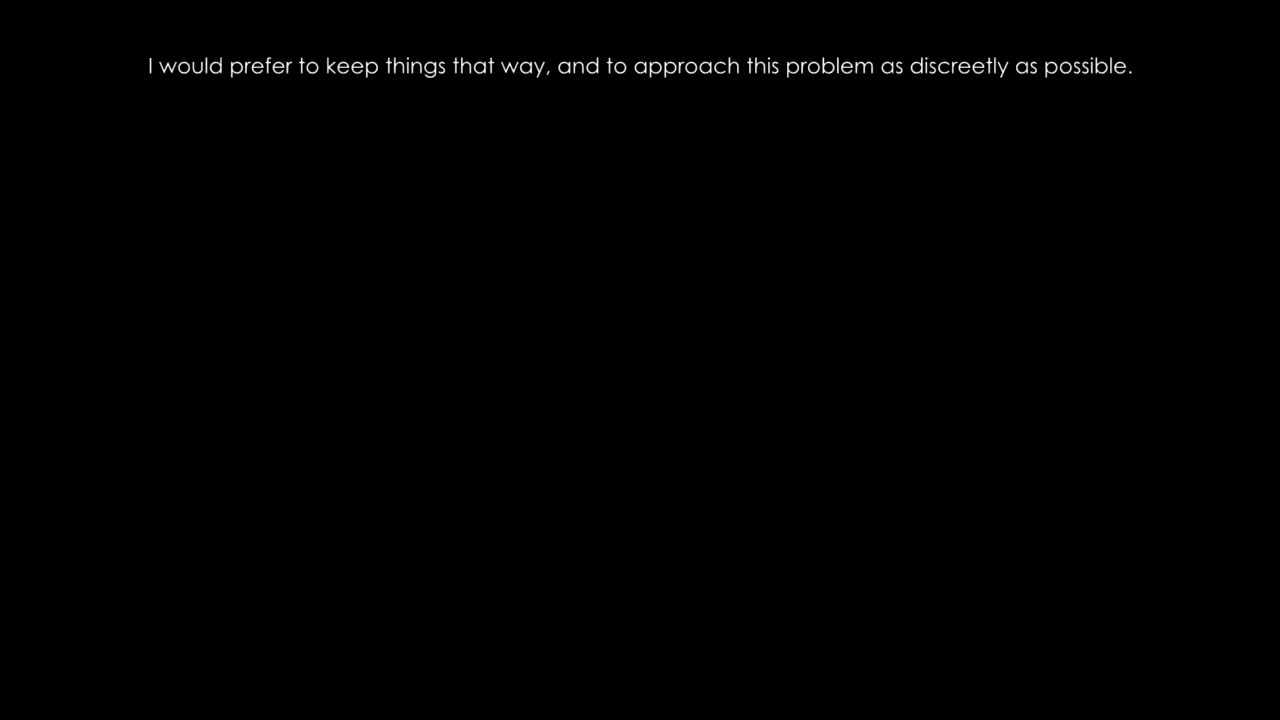 I would prefer to keep things that way, and to approach this problem as discreetly as possible.